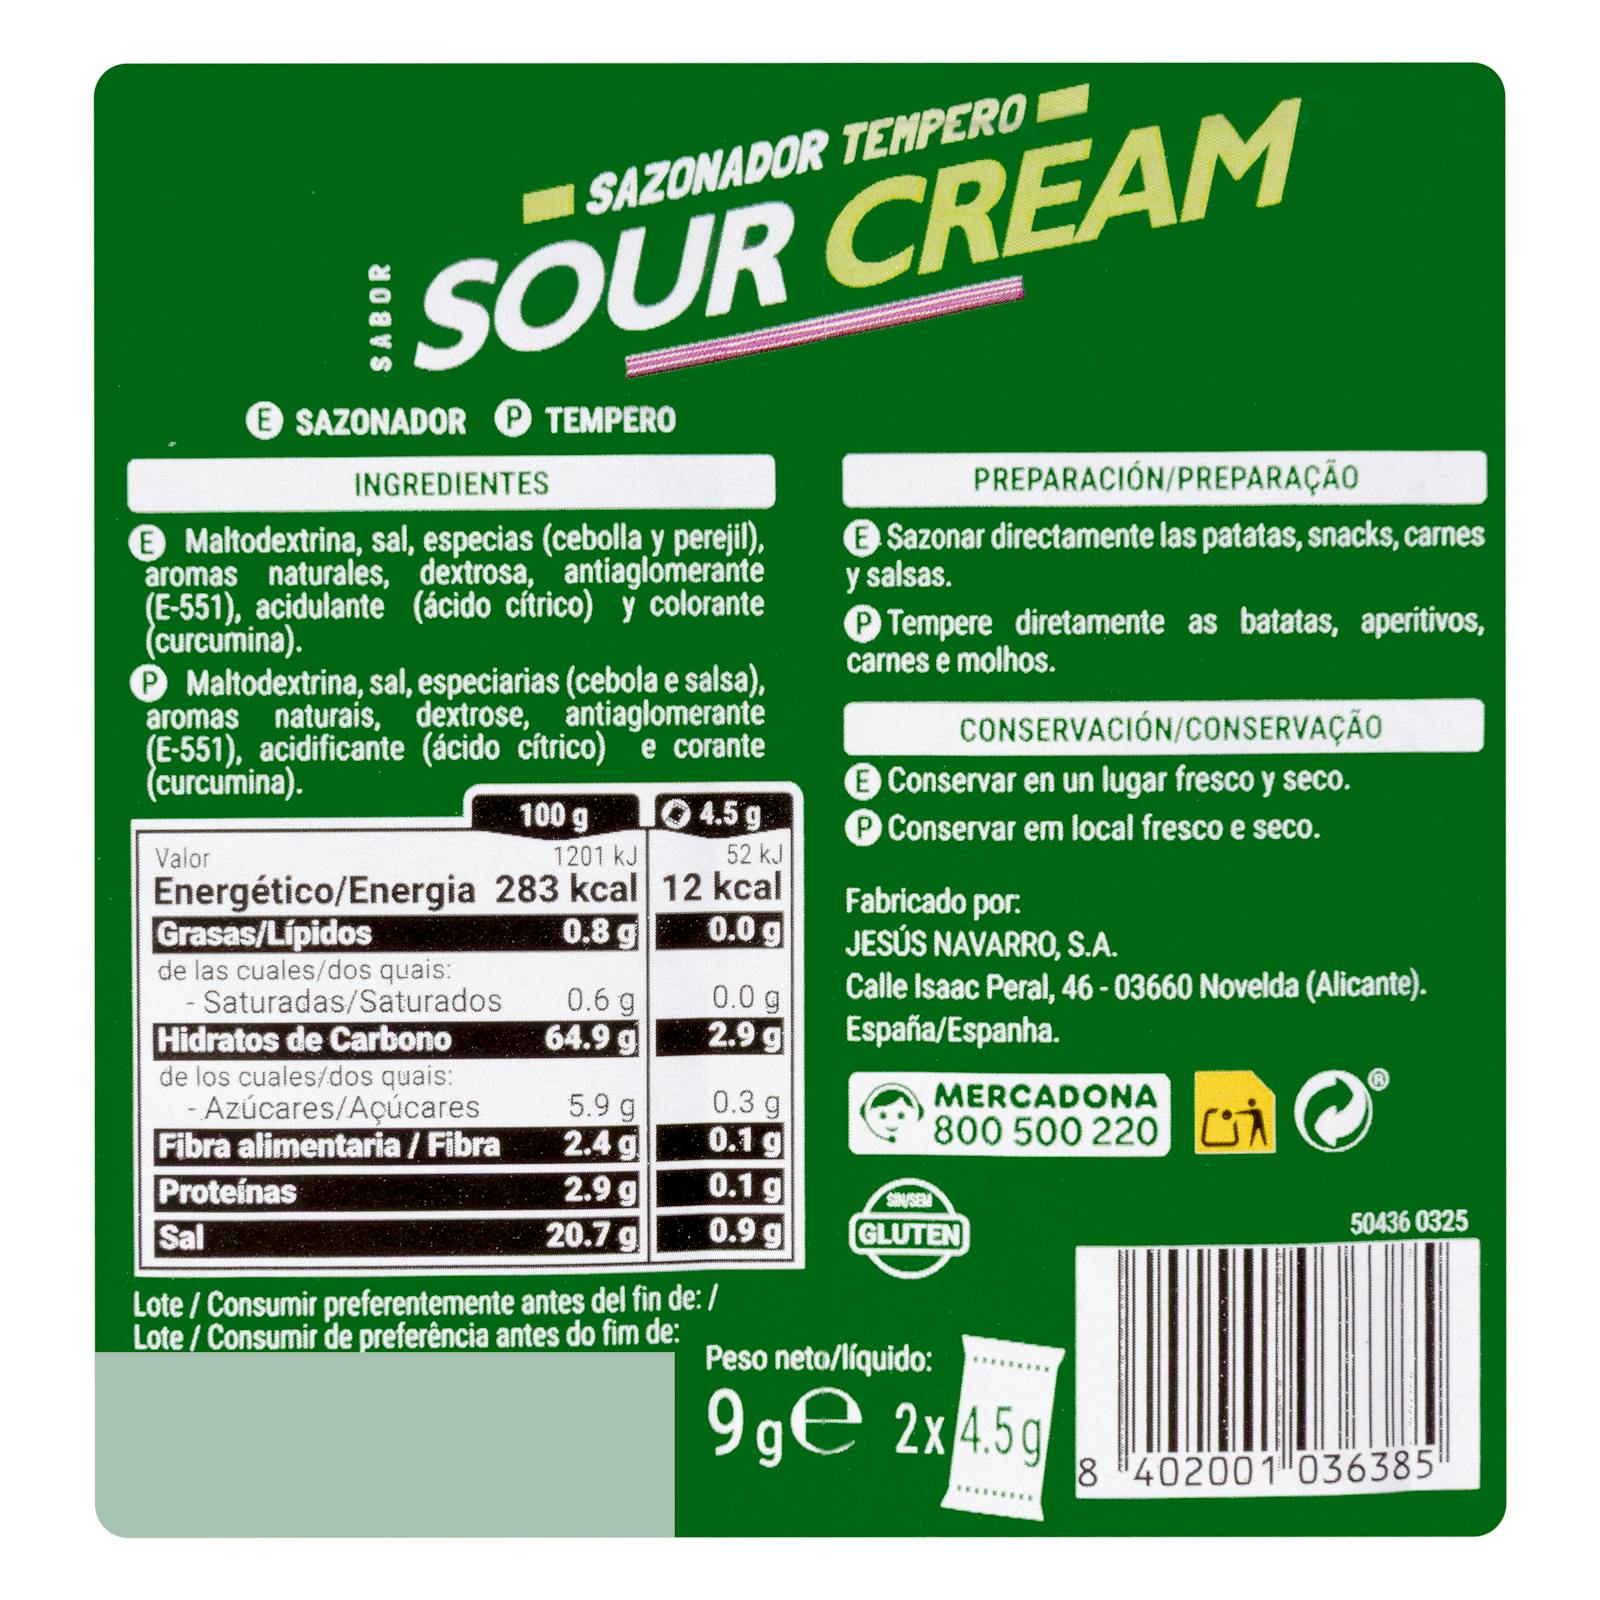 SAZONADOR TEMPERO
SABOR
SOUR CREAM
E SAZONADOR P TEMPERO
INGREDIENTES
E Maltodextrina, sal, especias (cebolla y perejil),
aromas naturales, dextrosa, antiaglomerante
(E-551), acidulante (ácido cítrico) y colorante
(curcumina).
P Maltodextrina, sal, especiarias (cebola e salsa),
aromas naturais, dextrose, antiaglomerante
(E-551), acidificante (ácido cítrico) e corante
(curcumina).
100 g 4.5 g
Valor 1201 kJ 52 kJ
Energético/Energia 283 kcal 12 kcal
Grasas/Lípidos 0.8 g 0.0 g
de las cuales/dos quais:
- Saturadas/Saturados 0.6 g 0.0 g
Hidratos de Carbono 64.9 g 2.9 g
de los cuales/dos quais:
- Azúcares/Açúcares 5.9 g 0.3 g
Fibra alimentaria / Fibra 2.4 g 0.1 g
Proteínas 2.9 g 0.1 g
Sal 20.7 g 0.9 g
Lote / Consumir preferentemente antes del fin de: /
Lote / Consumir de preferência antes do fim de:
PREPARACIÓN/PREPARAÇÃO
E Sazonar directamente las patatas, snacks, carnes
y salsas.
P Tempere diretamente as batatas, aperitivos,
carnes e molhos.
CONSERVACIÓN/CONSERVAÇÃO
E Conservar en un lugar fresco y seco.
P Conservar em local fresco e seco.
Fabricado por:
JESÚS NAVARRO, S.A.
Calle Isaac Peral, 46 - 03660 Novelda (Alicante).
España/Espanha.
MERCADONA
800 500 220
®
SIN/SEM
GLUTEN
50436 0325
Peso neto/líquido:
9 g e 2x 4.5 g
8 402001 036385